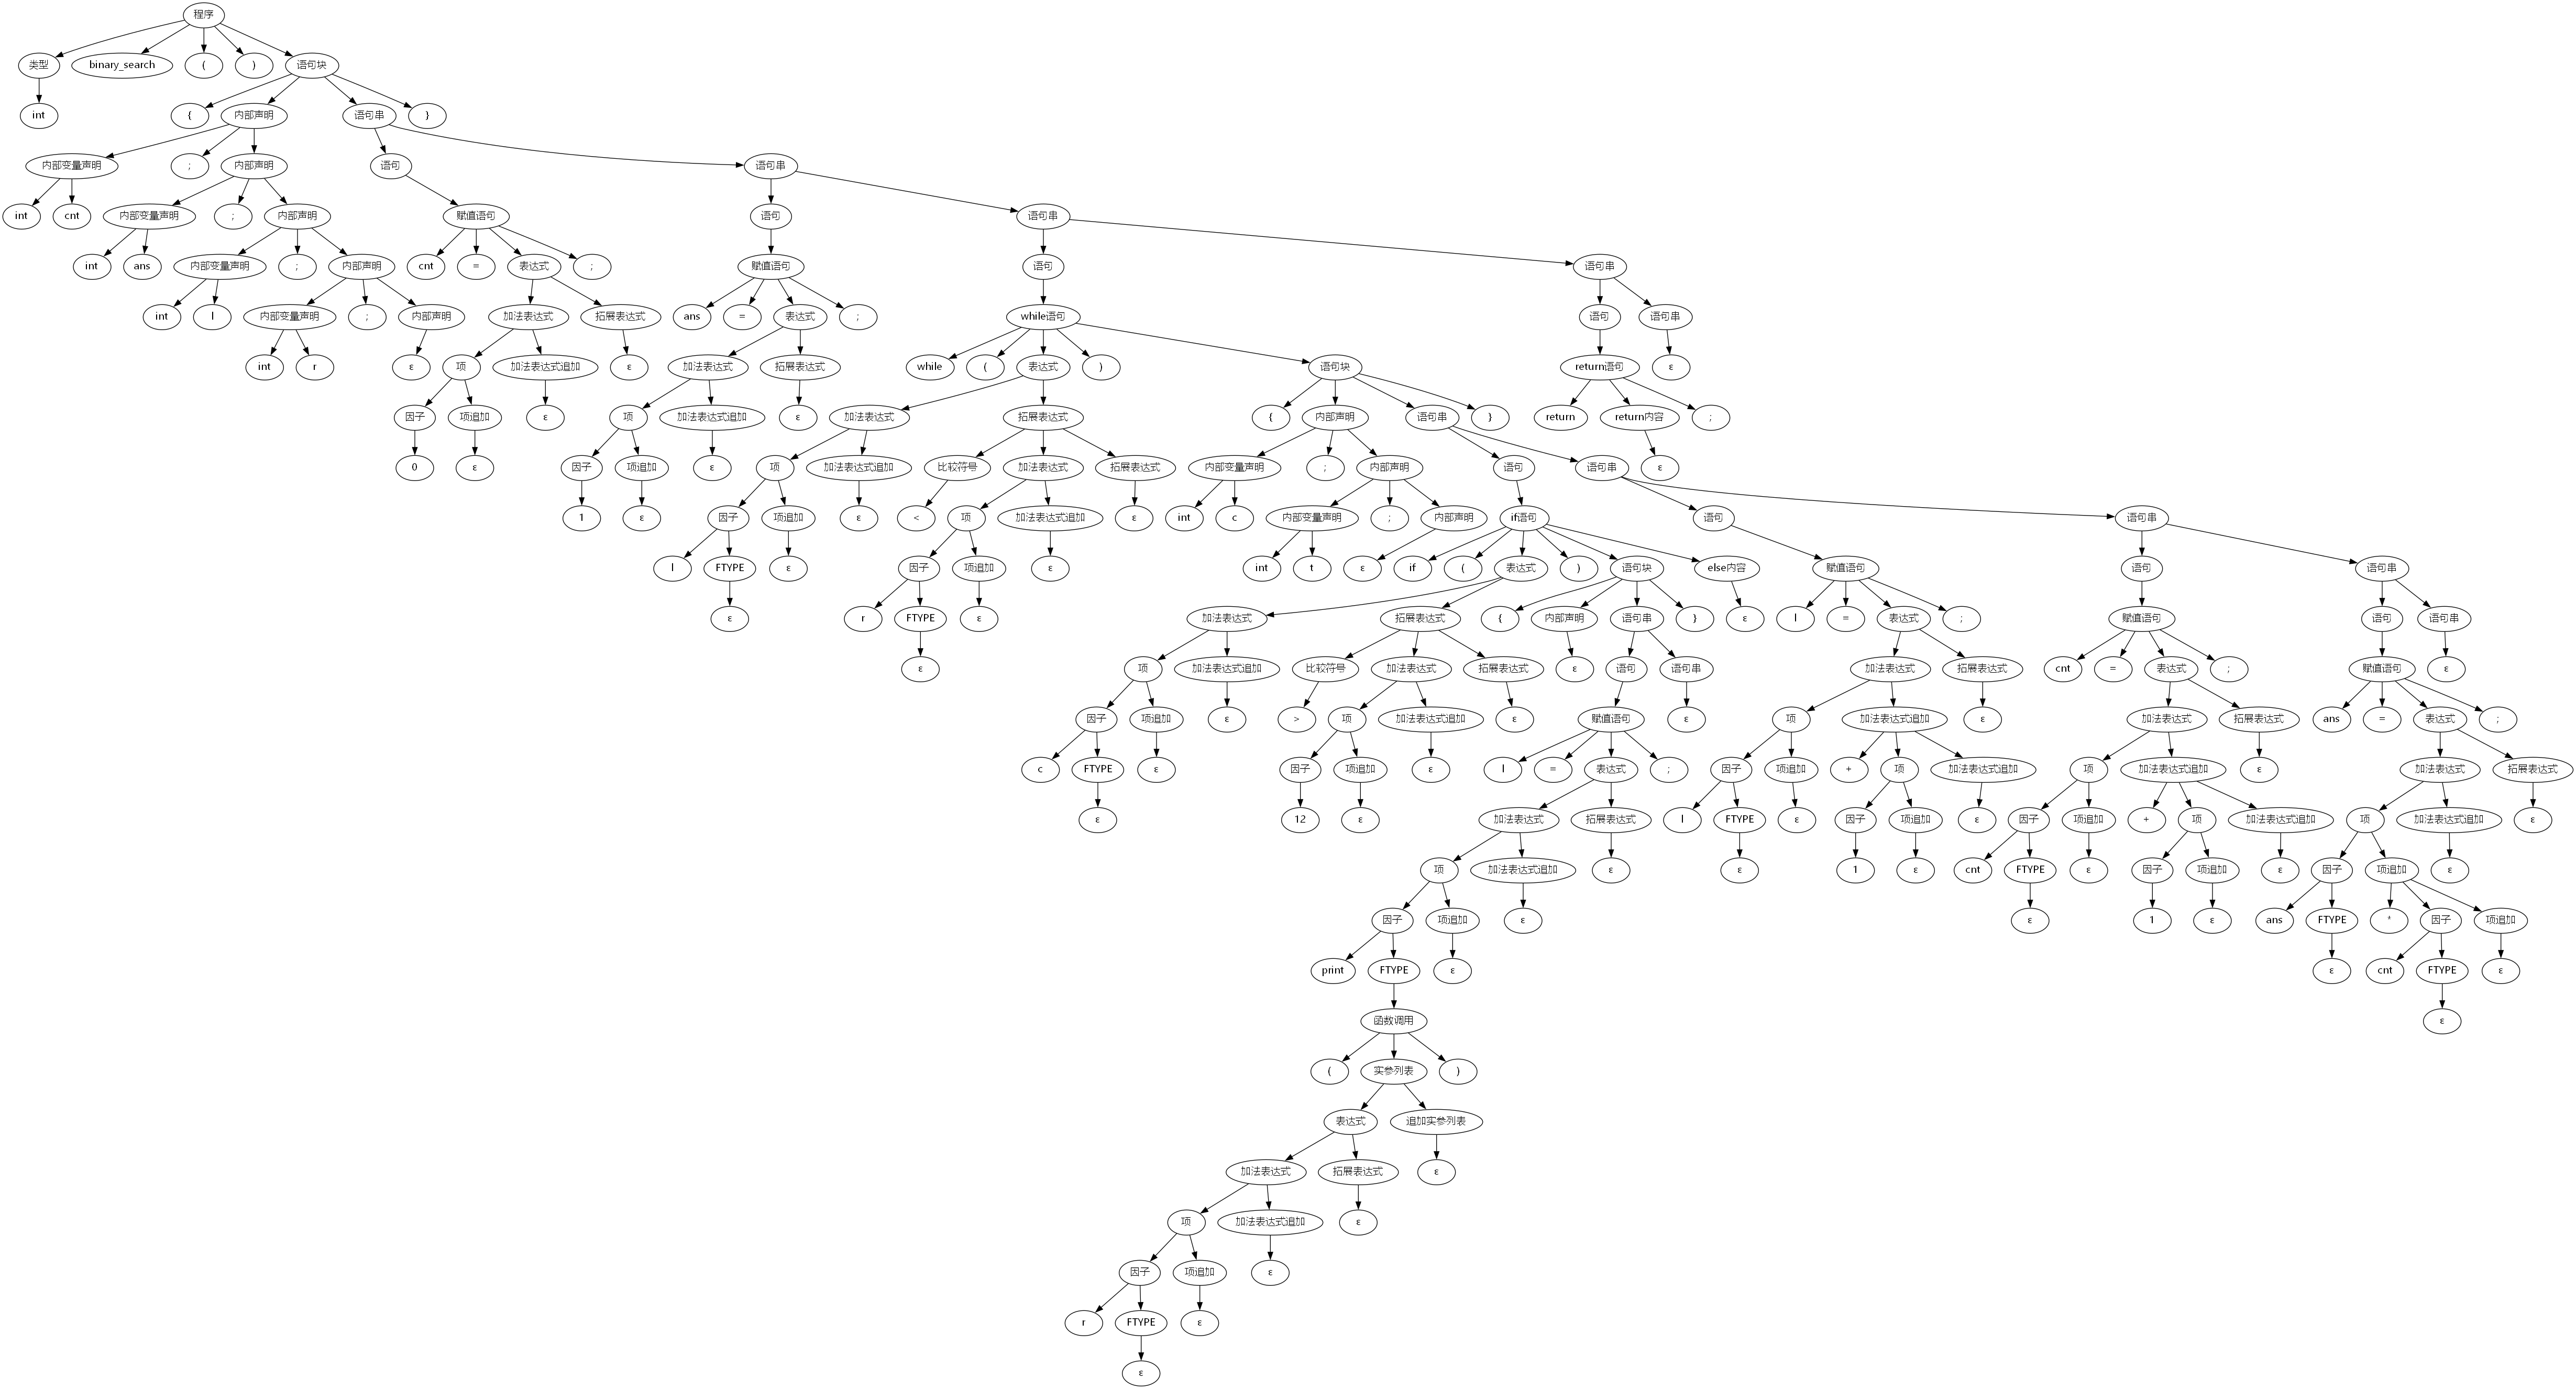 程序
类型 binary_search ( ) 语句块
int { 内部声明 语句串 }
内部变量声明 ; 内部声明 语句 语句串
int cnt 内部变量声明 ; 内部声明 赋值语句 语句 语句串
int ans 内部变量声明 ; 内部声明 cnt = 表达式 ; 赋值语句 语句 语句串
int l 内部变量声明 ; 内部声明 加法表达式 拓展表达式 ans = 表达式 ; while语句 语句 语句串
int r ε 项 加法表达式追加 ε 加法表达式 拓展表达式 while ( 表达式 ) 语句块 return语句 ε
因子 项追加 ε 项 加法表达式追加 ε 加法表达式 拓展表达式 { 内部声明 语句串 } return return内容 ;
0 ε 因子 项追加 ε 项 加法表达式追加 比较符号 加法表达式 拓展表达式 内部变量声明 ; 内部声明 语句 语句串 ε
1 ε 因子 项追加 ε < 项 加法表达式追加 ε int c 内部变量声明 ; 内部声明 if语句 语句 语句串
l FTYPE ε 因子 项追加 ε int t ε if ( 表达式 ) 语句块 else内容 赋值语句 语句 语句串
ε r FTYPE ε 加法表达式 拓展表达式 { 内部声明 语句串 } ε l = 表达式 ; 赋值语句 语句 语句串
ε 项 加法表达式追加 比较符号 加法表达式 拓展表达式 ε 语句 语句串 加法表达式 拓展表达式 cnt = 表达式 ; 赋值语句 ε
因子 项追加 ε > 项 加法表达式追加 ε 赋值语句 ε 项 加法表达式追加 ε 加法表达式 拓展表达式 ans = 表达式 ;
c FTYPE ε 因子 项追加 ε l = 表达式 ; 因子 项追加 + 项 加法表达式追加 项 加法表达式追加 ε 加法表达式 拓展表达式
ε 12 ε 加法表达式 拓展表达式 l FTYPE ε 因子 项追加 ε 因子 项追加 + 项 加法表达式追加 项 加法表达式追加 ε
项 加法表达式追加 ε ε 1 ε cnt FTYPE ε 因子 项追加 ε 因子 项追加 ε
因子 项追加 ε ε 1 ε ans FTYPE * 因子 项追加
print FTYPE ε ε cnt FTYPE ε
函数调用 ε
( 实参列表 )
表达式 追加实参列表
加法表达式 拓展表达式 ε
项 加法表达式追加 ε
因子 项追加 ε
r FTYPE ε
ε